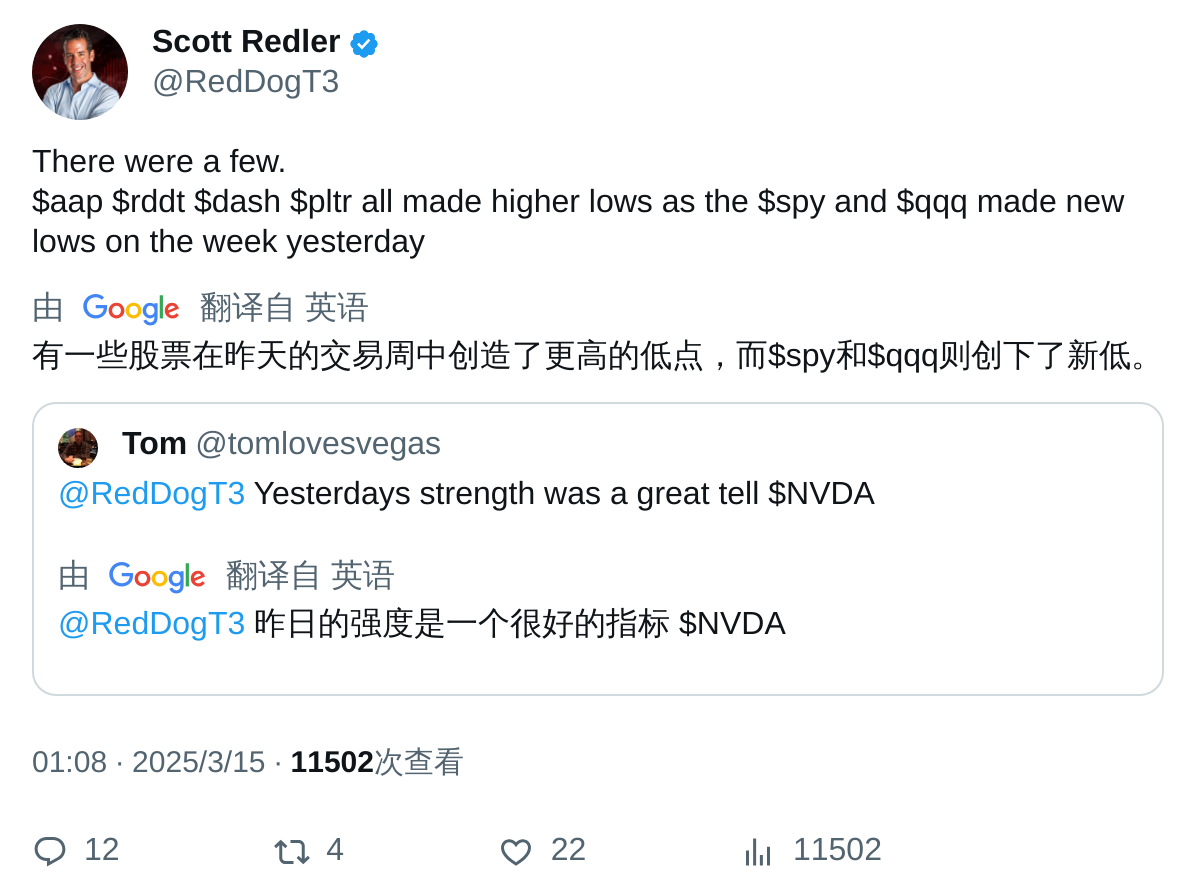 Scott Redler
@RedDogT3
There were a few.
$aap $rddt $dash $pltr all made higher lows as the $spy and $qqq made new
lows on the week yesterday
由 Google 翻译自 英语
有一些股票在昨天的交易周中创造了更高的低点，而$spy和$qqq则创下了新低。
Tom @tomlovesvegas
@RedDogT3 Yesterdays strength was a great tell $NVDA
由 Google 翻译自 英语
@RedDogT3 昨日的强度是一个很好的指标 $NVDA
01:08 · 2025/3/15 · 11502次查看
12 4 22 11502